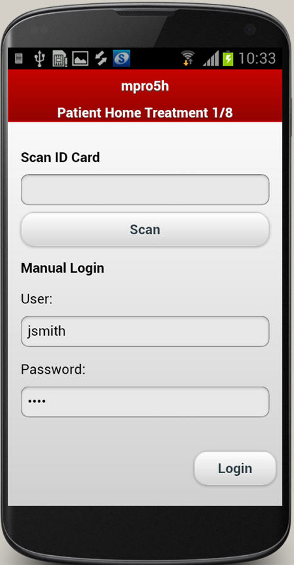 10:33
mpro5h
Patient Home Treatment 1/8
Scan ID Card
Scan
Manual Login
User:
jsmith
Password:
••••
Login